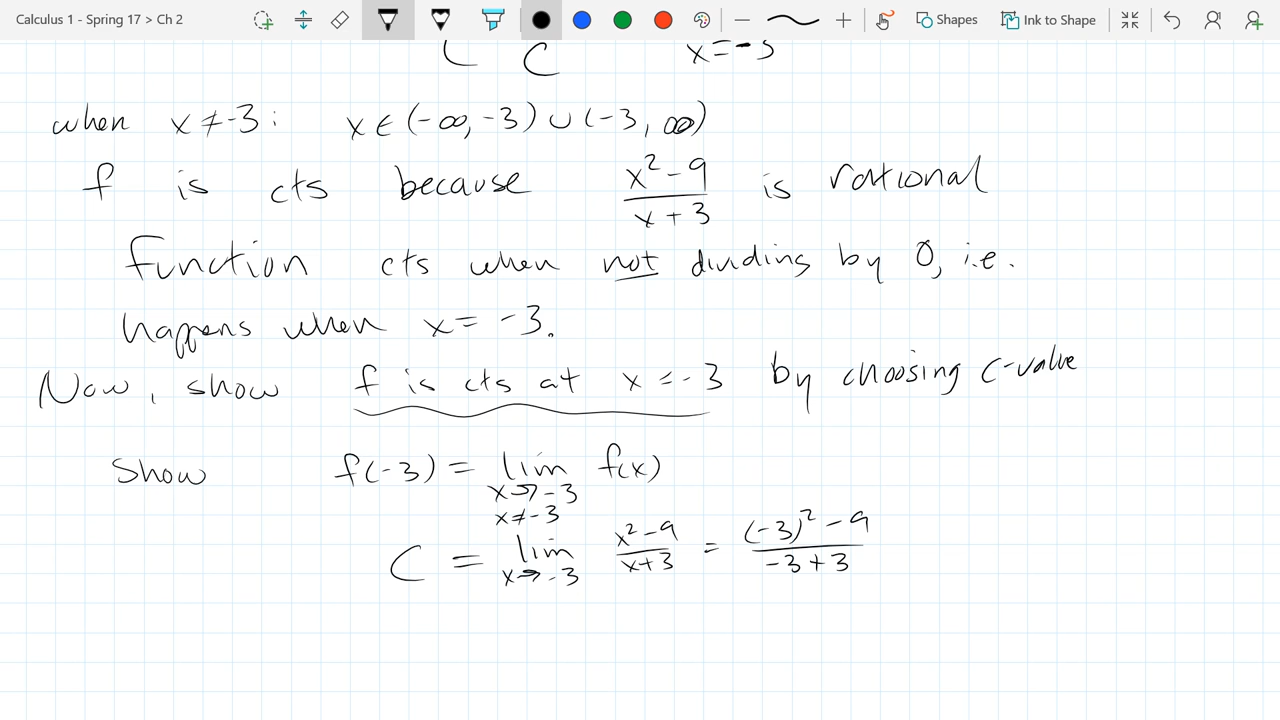 Calculus 1 - Spring 17 > Ch 2 Shapes Ink to Shape
C x=-3
when x≠-3: x∈(-∞,-3)∪(-3,∞)
f is cts because x²-9/x+3 is rational
function cts when not dividing by 0, i.e.
happens when x=-3.
Now, show f is cts at x=-3 by choosing C-value
Show f(-3) = lim x→-3 x≠-3 f(x)
C = lim x→-3 x²-9/x+3 = (-3)²-9/-3+3